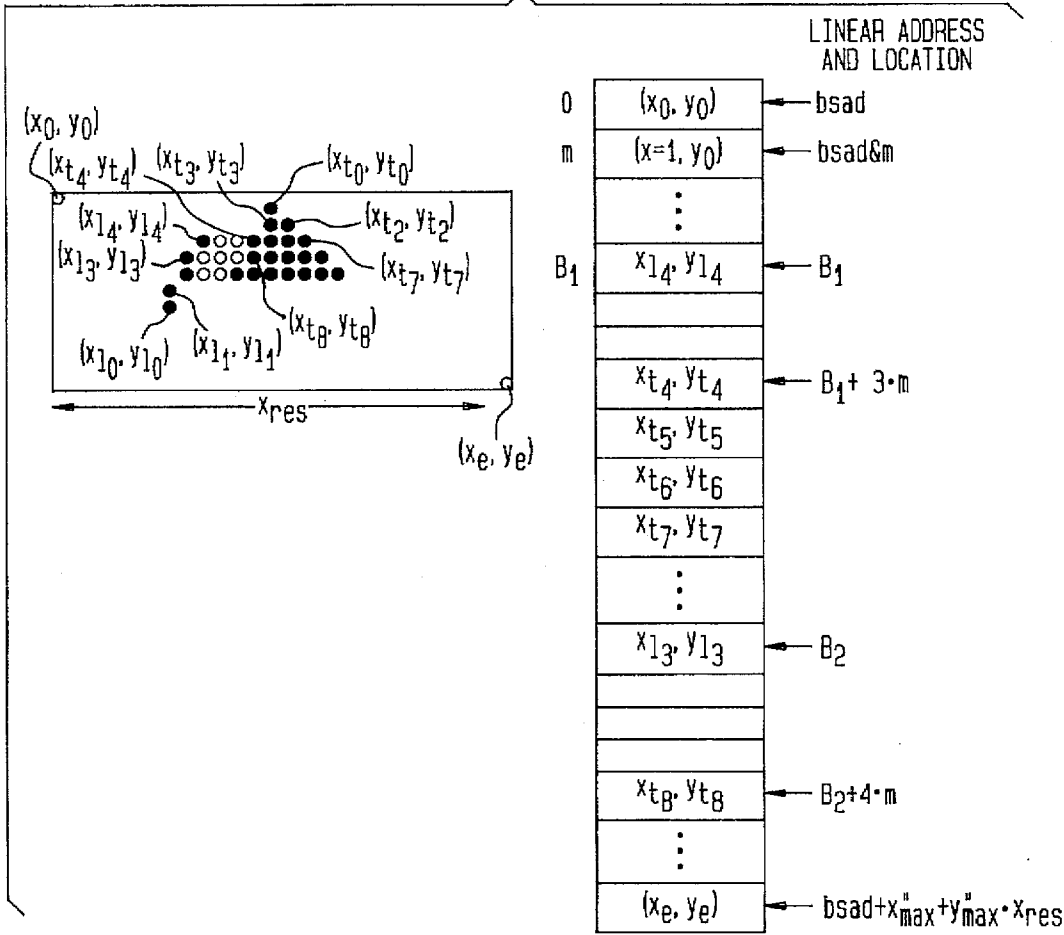 LINEAR ADDRESS
AND LOCATION
(x0, y0)
(xt4, yt4)
(xt3, yt3)
(xt0, yt0)
(xl4, yl4)
(xt2, yt2)
(xl3, yl3)
(xt7, yt7)
(xt8, yt8)
(xl0, yl0)
(xl1, yl1)
xres
(xe, ye)
0 (x0, y0) bsad
m (x=1, y0) bsad&m
B1 xl4, yl4 B1
xt4, yt4 B1+ 3·m
xt5, yt5
xt6, yt6
xt7, yt7
xl3, yl3 B2
xt8, yt8 B2+4·m
(xe, ye) bsad+x"max+y"max·xres